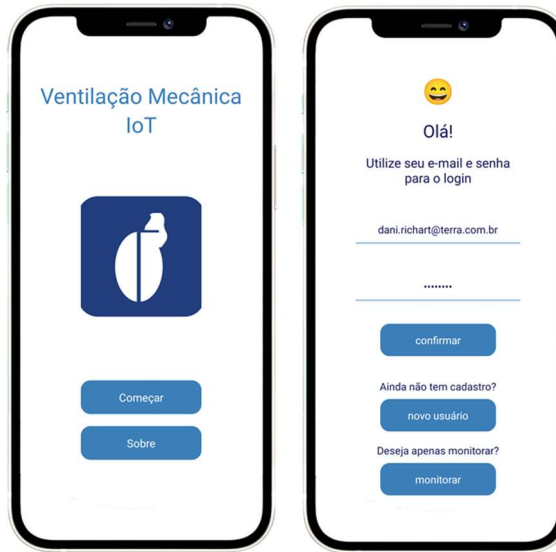 Ventilação Mecânica
IoT
Começar
Sobre
Olá!
Utilize seu e-mail e senha
para o login
dani.richart@terra.com.br
........
confirmar
Ainda não tem cadastro?
novo usuário
Deseja apenas monitorar?
monitorar